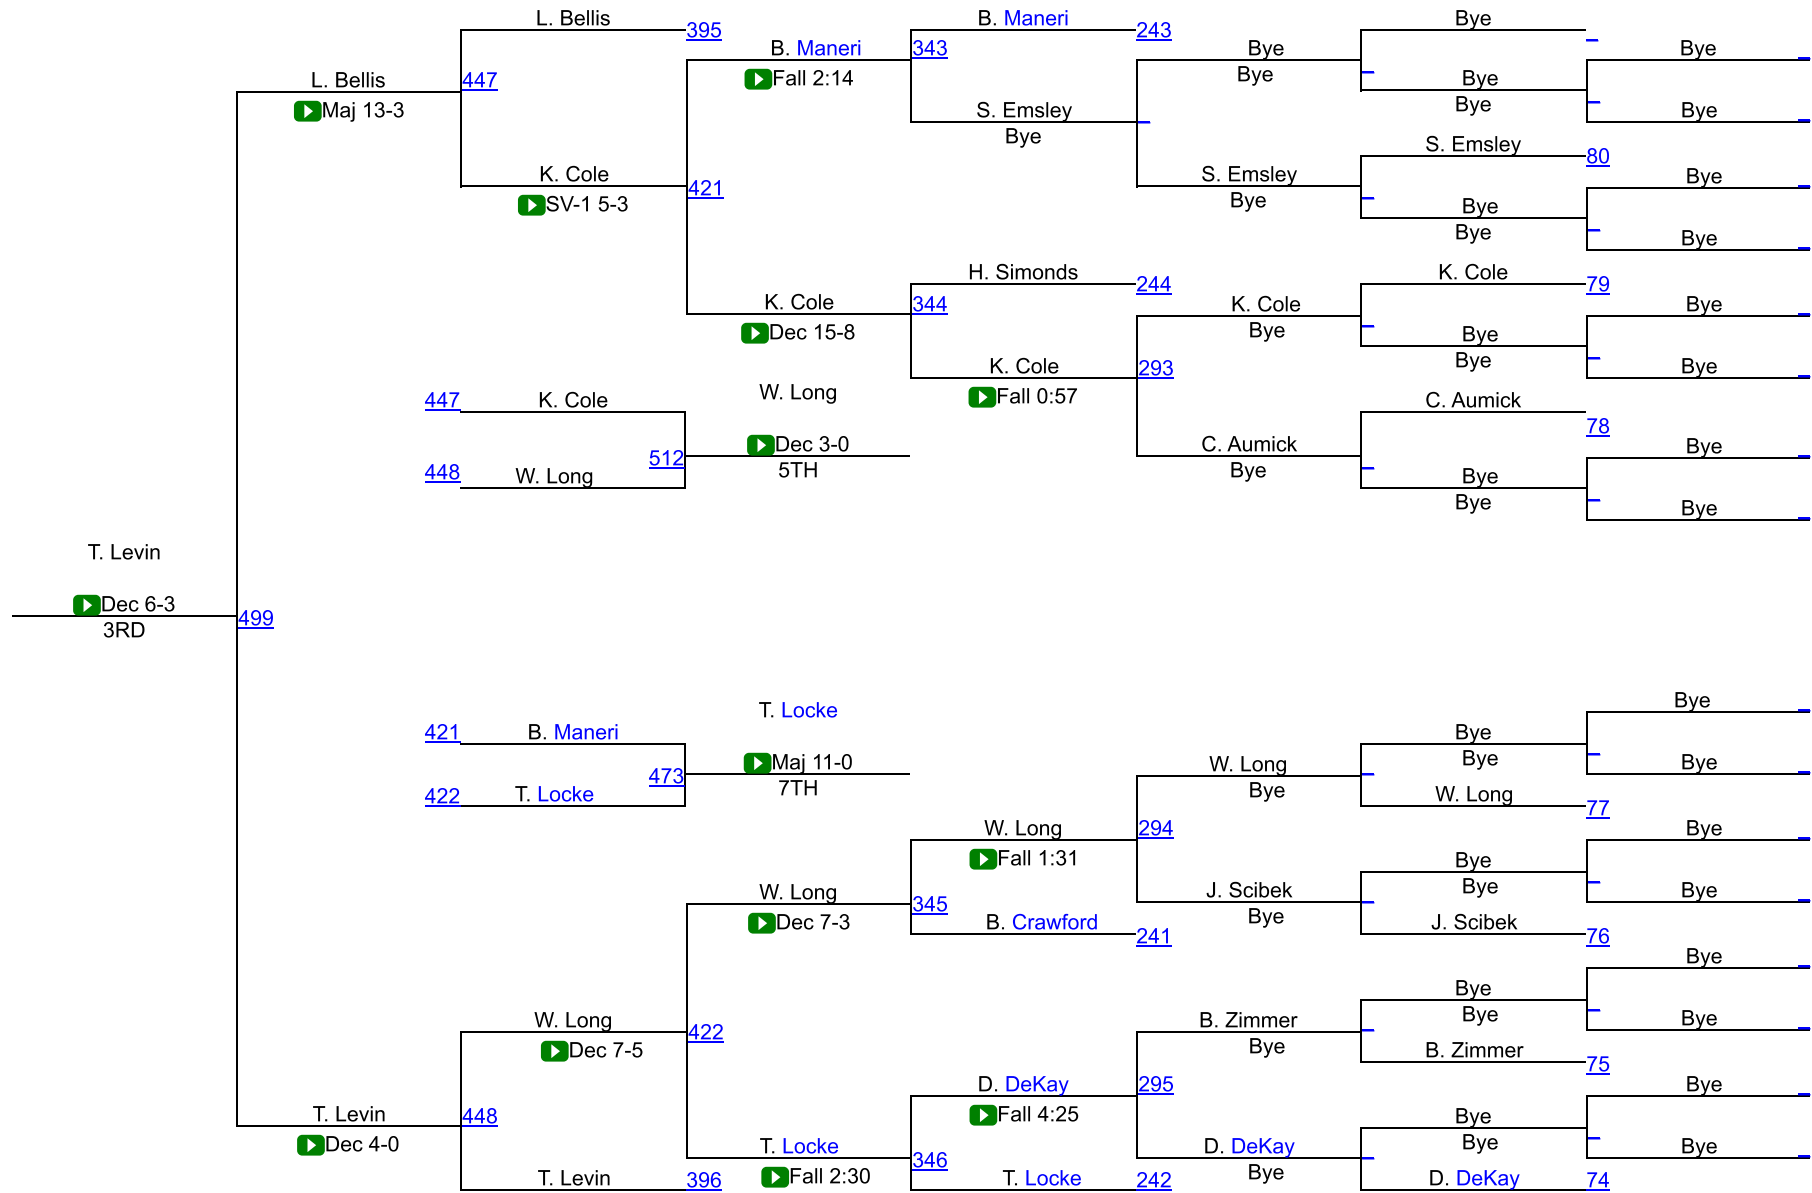 L. Bellis
395
B. Maneri
243
Bye
B. Maneri
343
Bye
Bye
Fall 2:14
Bye
L. Bellis
447
Bye
Maj 13-3
S. Emsley
Bye
Bye
Bye
S. Emsley
80
K. Cole
421
S. Emsley
Bye
SV-1 5-3
Bye
Bye
Bye
Bye
H. Simonds
244
K. Cole
79
K. Cole
344
K. Cole
Bye
Dec 15-8
Bye
Bye
Bye
K. Cole
293
Bye
W. Long
Fall 0:57
447
K. Cole
C. Aumick
78
Dec 3-0
C. Aumick
Bye
512
5TH
Bye
448
W. Long
Bye
Bye
Bye
T. Levin
Dec 6-3
499
3RD
T. Locke
Bye
421
B. Maneri
Bye
Maj 11-0
W. Long
Bye
Bye
473
7TH
Bye
422
T. Locke
W. Long
77
W. Long
294
Bye
Fall 1:31
Bye
W. Long
J. Scibek
Bye
Bye
345
Bye
Dec 7-3
B. Crawford
241
J. Scibek
76
Bye
Bye
W. Long
422
B. Zimmer
Bye
Bye
Dec 7-5
Bye
B. Zimmer
75
D. DeKay
295
Bye
T. Levin
448
Fall 4:25
Bye
Dec 4-0
T. Locke
346
D. DeKay
Bye
Bye
Fall 2:30
Bye
T. Levin
396
T. Locke
242
D. DeKay
74